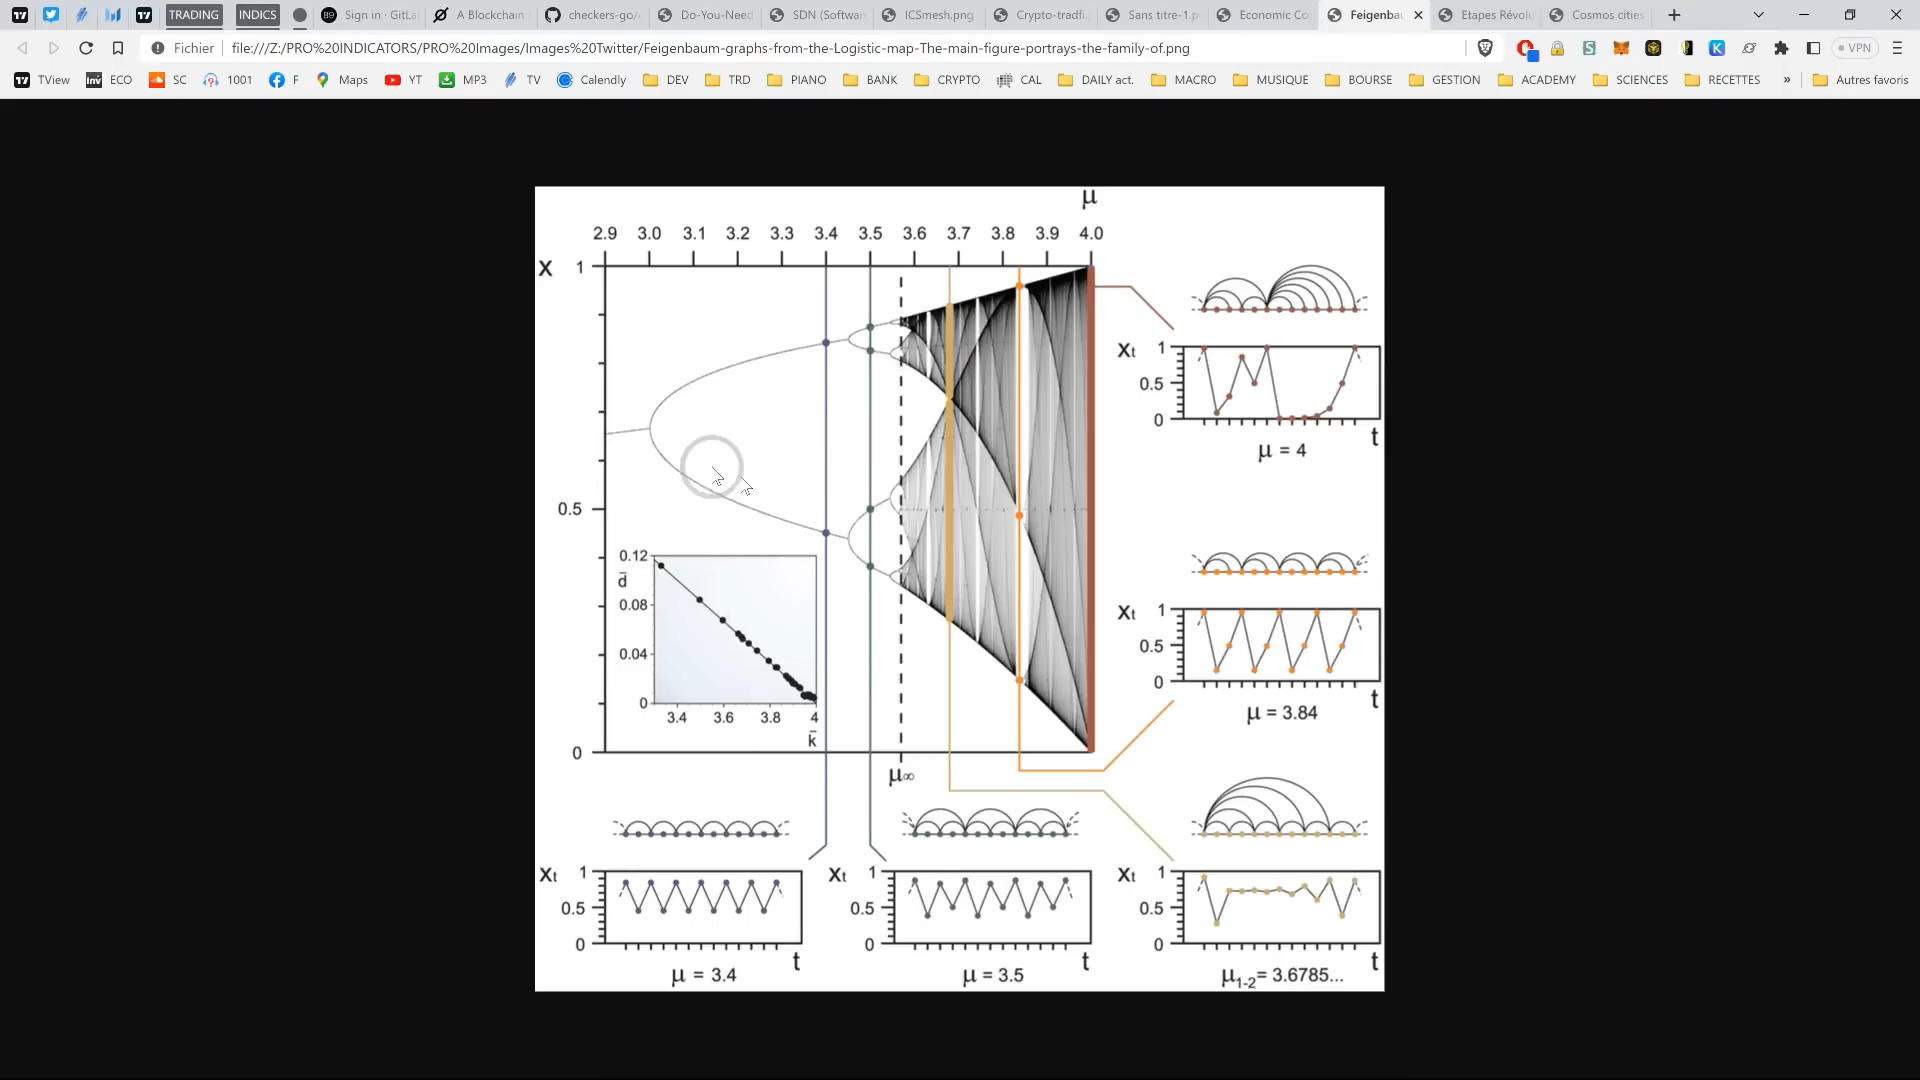 TRADING INDICS Sign in · GitLa A Blockchain checkers-go/ Do-You-Need SDN (Softwar ICSmesh.png Crypto-tradfi. Sans titre-1.p Economic Co Feigenbau Etapes Révolu Cosmos cities
Fichier file:///Z:/PRO%20INDICATORS/PRO%20Images/Images%20Twitter/Feigenbaum-graphs-from-the-Logistic-map-The-main-figure-portrays-the-family-of.png VPN
TView inv ECO SC 1001 F Maps YT MP3 TV Calendly DEV TRD PIANO BANK CRYPTO CAL DAILY act. MACRO MUSIQUE BOURSE GESTION ACADEMY SCIENCES RECETTES » Autres favoris
μ
2.9 3.0 3.1 3.2 3.3 3.4 3.5 3.6 3.7 3.8 3.9 4.0
X 1
0.5
0
μ∞
0.12
d̄
0.08
0.04
0
3.4 3.6 3.8 4
k̄
Xt 1
0.5
0
t
μ = 4
Xt 1
0.5
0
t
μ = 3.84
Xt 1
0.5
0
t
μ = 3.4
Xt 1
0.5
0
t
μ = 3.5
Xt 1
0.5
0
t
μ1-2= 3.6785...